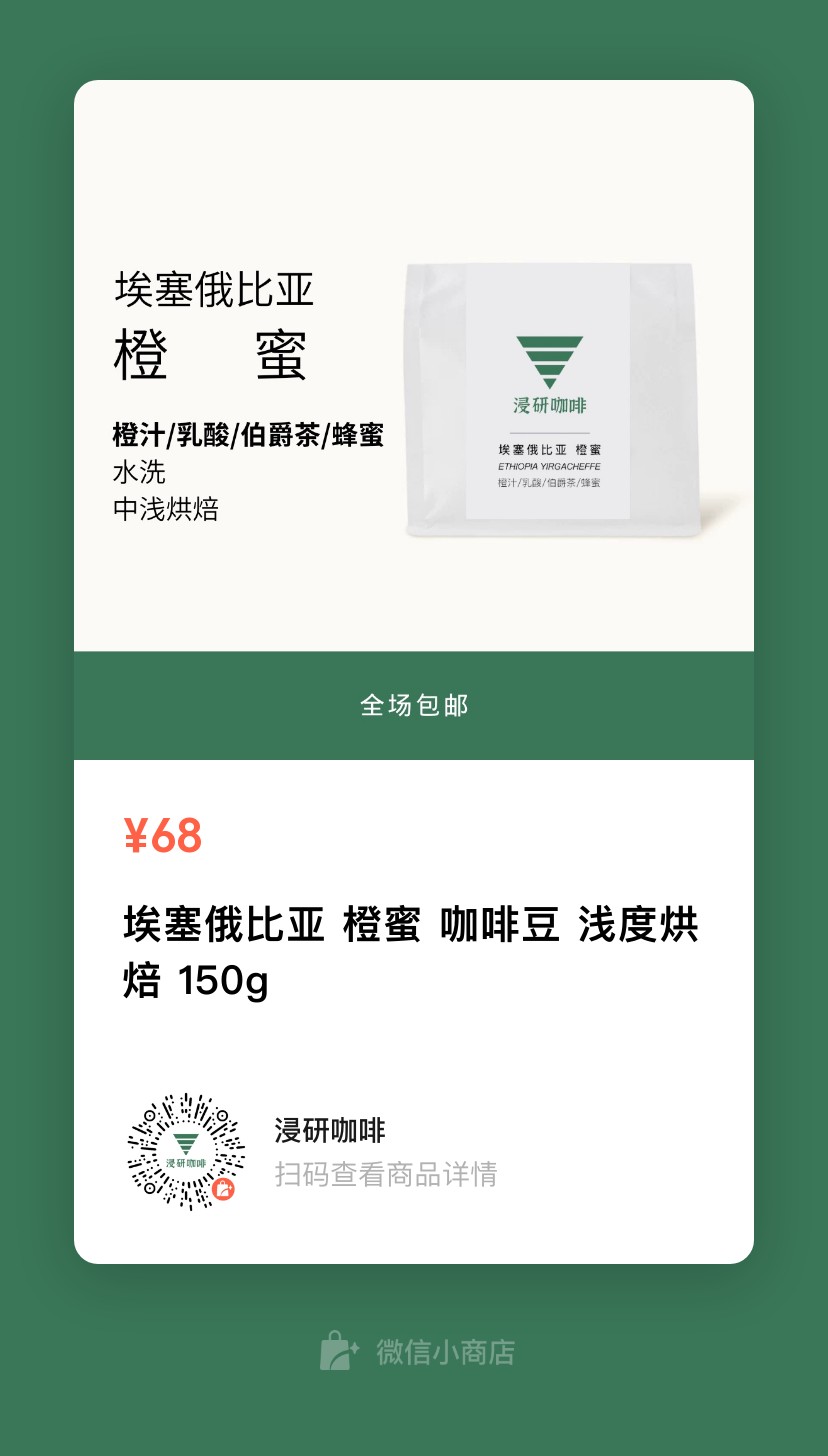 埃塞俄比亚
橙 蜜
橙汁/乳酸/伯爵茶/蜂蜜
水洗
中浅烘焙
浸研咖啡
埃塞俄比亚 橙蜜
ETHIOPIA YIRGACHEFFE
橙汁/乳酸/伯爵茶/蜂蜜
全场包邮
¥68
埃塞俄比亚 橙蜜 咖啡豆 浅度烘
焙 150g
浸研咖啡
浸研咖啡
扫码查看商品详情
微信小商店